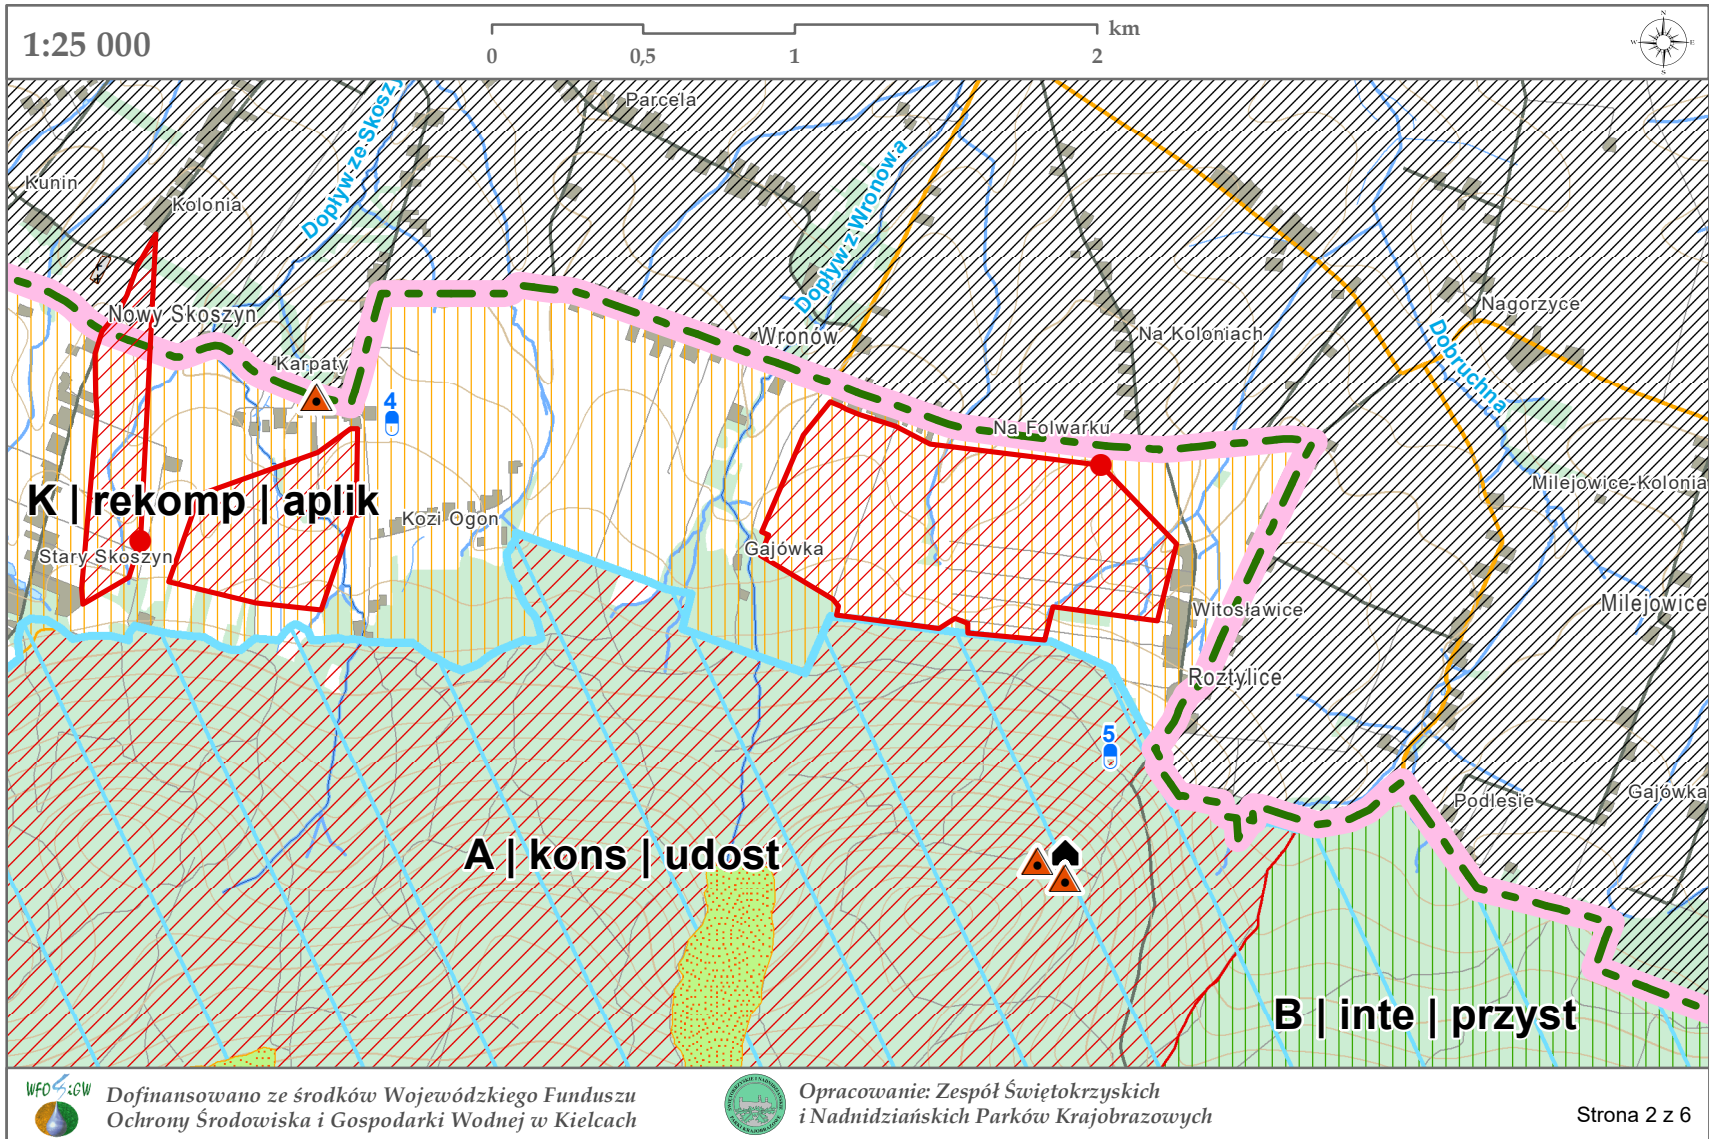 1:25 000
km
0
0,5
1
2
N
W
E
S
Parcela
Dopływ ze Skosz
Kunin
Kolonia
Dopływ z Wronowa
Nowy Skoszyn
Nagorzyce
Wronów
Na Koloniach
Dobruchna
Karpaty
4
Na Folwarku
Milejowice-Kolonia
K | rekomp | aplik
Kozi Ogon
Stary Skoszyn
Gajówka
Witosławice
Milejowice
Roztylice
5
Podlesie
Gajówka
A | kons | udost
B | inte | przyst
WFOŚiGW
Dofinansowano ze środków Wojewódzkiego Funduszu
Ochrony Środowiska i Gospodarki Wodnej w Kielcach
Opracowanie: Zespół Świętokrzyskich
i Nadnidziańskich Parków Krajobrazowych
Strona 2 z 6